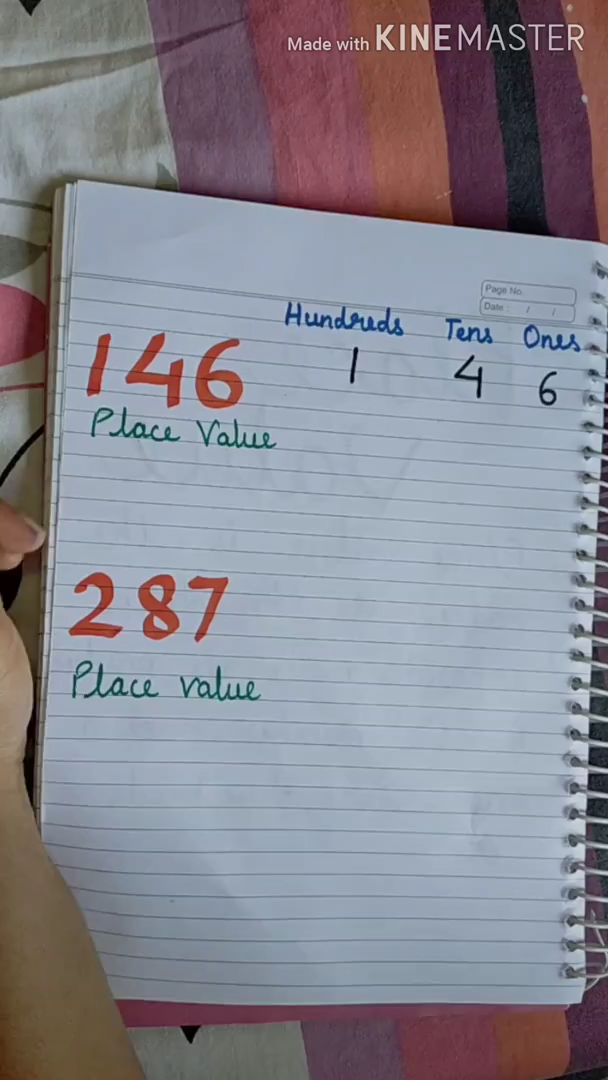 Made with KINEMASTER
Page No.
Date : / /
Hundreds Tens Ones
146 1 4 6
Place Value
287
Place value